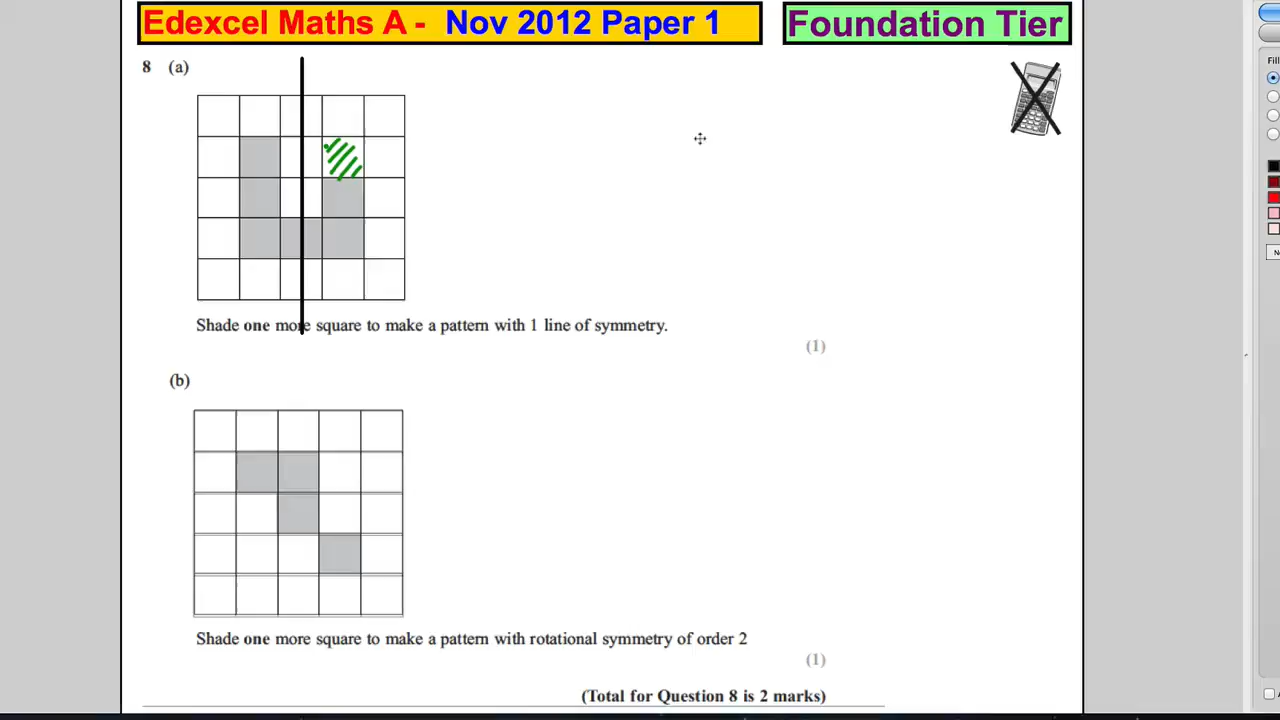 Edexcel Maths A - Nov 2012 Paper 1
Foundation Tier
8 (a)
Shade one more square to make a pattern with 1 line of symmetry.
(1)
(b)
Shade one more square to make a pattern with rotational symmetry of order 2
(1)
(Total for Question 8 is 2 marks)
Fil